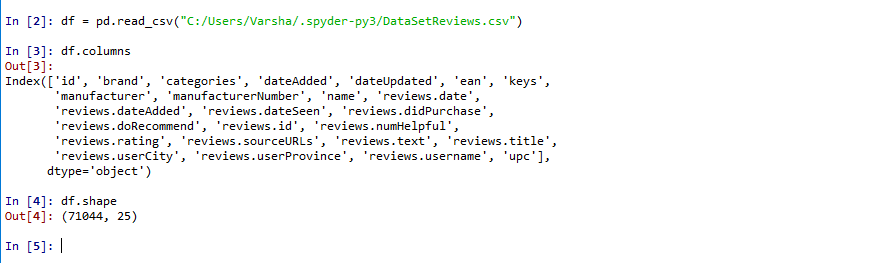 In [2]: df = pd.read_csv("C:/Users/Varsha/.spyder-py3/DataSetReviews.csv")
In [3]: df.columns
Out[3]:
Index(['id', 'brand', 'categories', 'dateAdded', 'dateUpdated', 'ean', 'keys',
'manufacturer', 'manufacturerNumber', 'name', 'reviews.date',
'reviews.dateAdded', 'reviews.dateSeen', 'reviews.didPurchase',
'reviews.doRecommend', 'reviews.id', 'reviews.numHelpful',
'reviews.rating', 'reviews.sourceURLs', 'reviews.text', 'reviews.title',
'reviews.userCity', 'reviews.userProvince', 'reviews.username', 'upc'],
dtype='object')
In [4]: df.shape
Out[4]: (71044, 25)
In [5]: